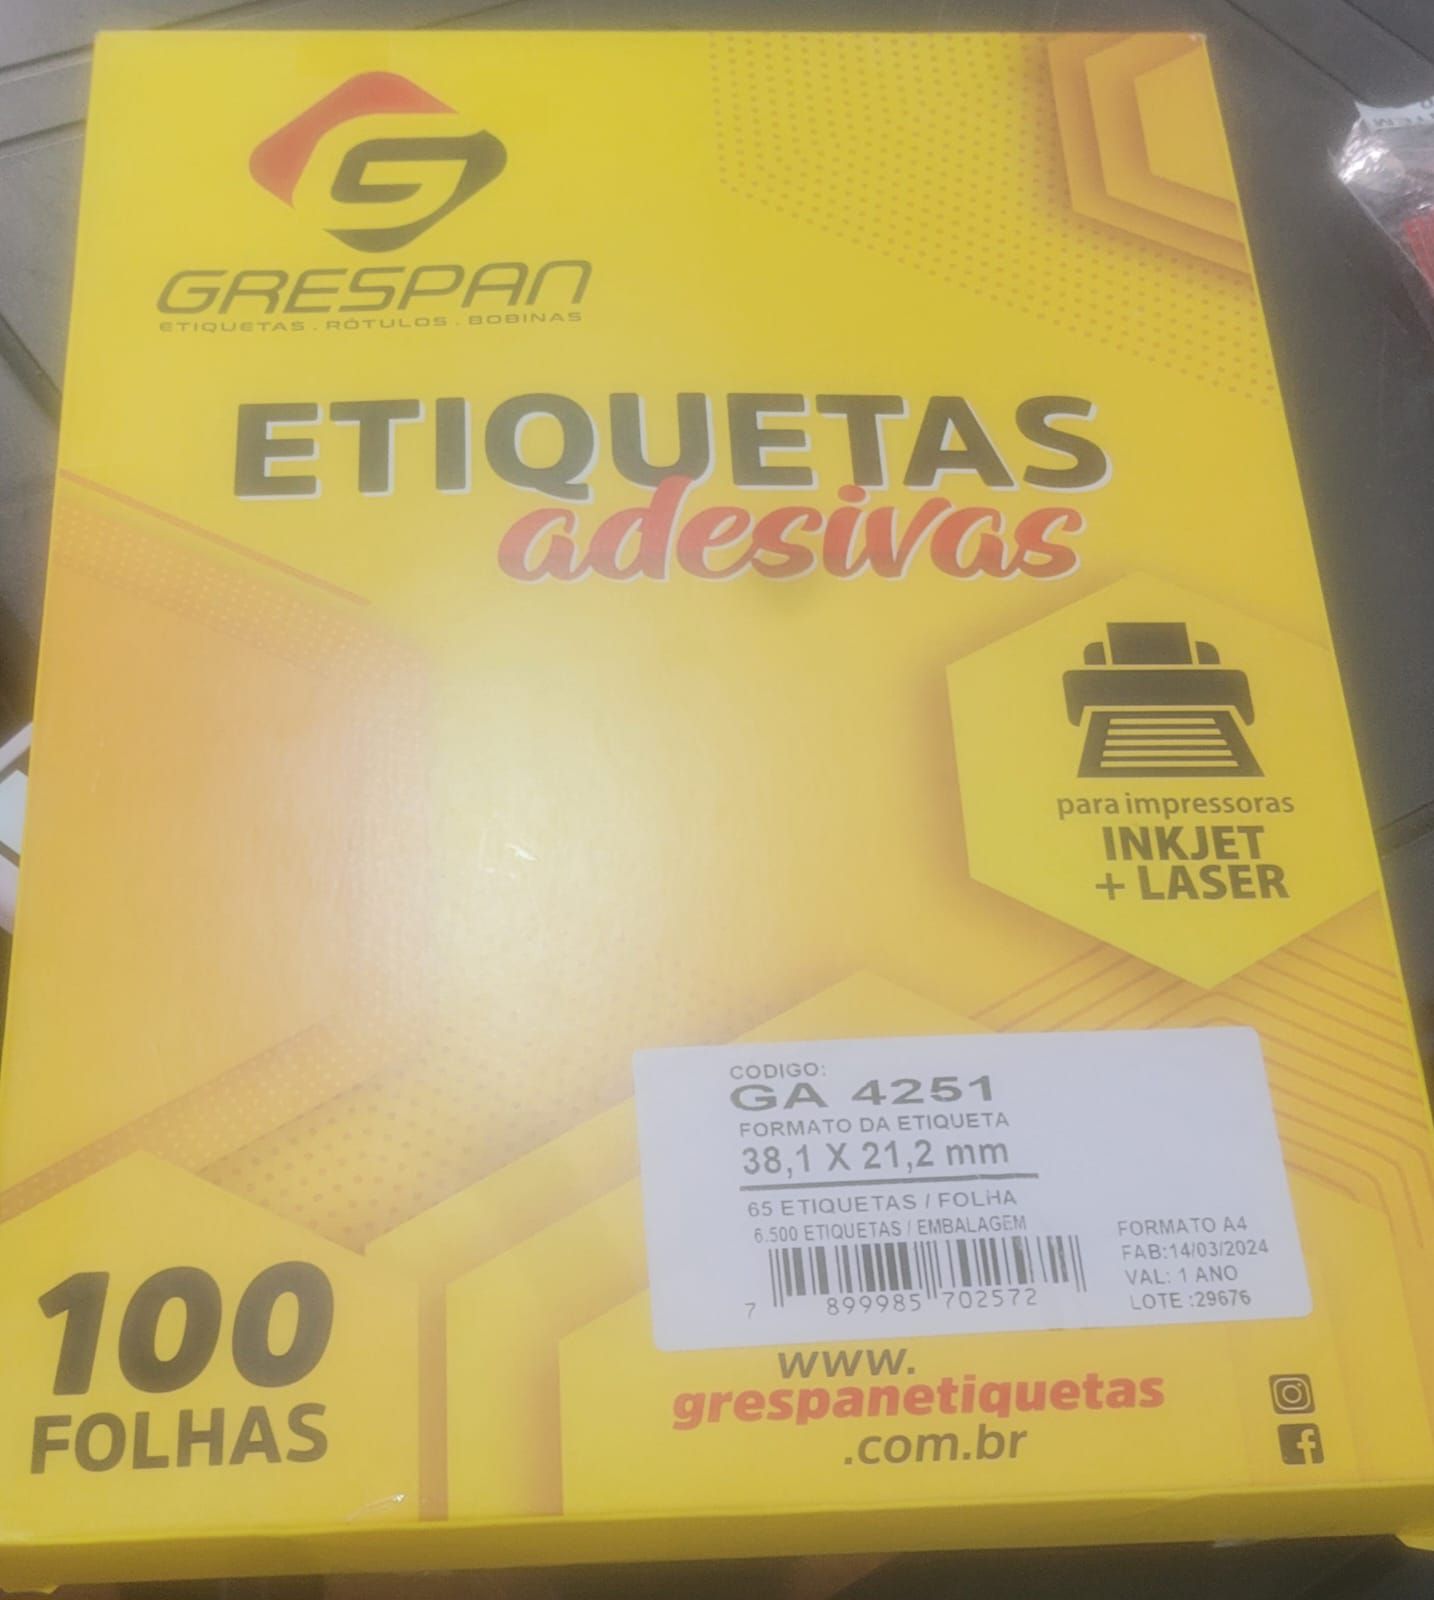 GRESPAN
ETIQUETAS . RÓTULOS . BOBINAS
ETIQUETAS
adesivas
para impressoras
INKJET
+ LASER
CODIGO:
GA 4251
FORMATO DA ETIQUETA
38,1 X 21,2 mm
65 ETIQUETAS / FOLHA
6.500 ETIQUETAS / EMBALAGEM
7 899985 702572
FORMATO A4
FAB:14/03/2024
VAL: 1 ANO
LOTE :29676
100
FOLHAS
www.
grespanetiquetas
.com.br